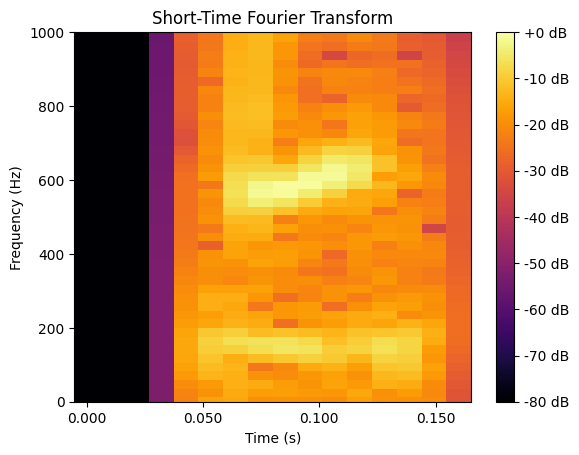 Short-Time Fourier Transform
1000
800
600
400
200
0
Frequency (Hz)
0.000
0.050
0.100
0.150
Time (s)
+0 dB
-10 dB
-20 dB
-30 dB
-40 dB
-50 dB
-60 dB
-70 dB
-80 dB